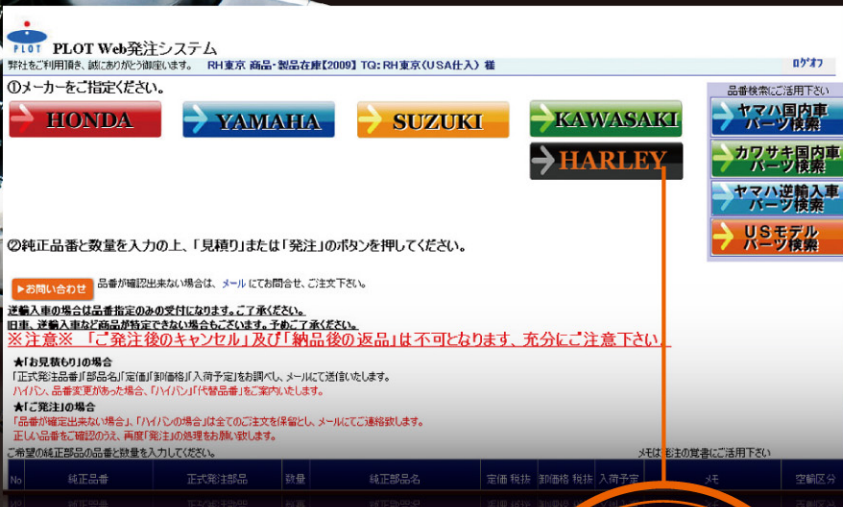 PLOT PLOT Web発注システム
弊社をご利用頂き、誠にありがとう御座います。 RH東京 商品・製品在庫【2009】 TQ:RH東京(USA仕入) 様 ログオフ
①メーカーをご指定ください。
品番検索にご活用下さい
HONDA YAMAHA SUZUKI KAWASAKI
HARLEY
ヤマハ国内車
パーツ検索
カワサキ国内車
パーツ検索
ヤマハ逆輸入車
パーツ検索
USモデル
パーツ検索
②純正品番と数量を入力の上、「見積り」または「発注」のボタンを押してください。
▶お問い合わせ 品番が確認出来ない場合は、メールにてお問合せ、ご注文下さい。
逆輸入車の場合は品番指定のみの受付になります。ご了承ください。
旧車、逆輸入車など商品が特定できない場合もございます。予めご了承ください。
※注意※ 「ご発注後のキャンセル」及び「納品後の返品」は不可となります、充分にご注意下さい。
★「お見積もり」の場合
「正式発注品番」「部品名」「定価」「卸価格」「入荷予定」をお調べし、メールにて送信いたします。
ハイバン、品番変更があった場合、「ハイバン」「代替品番」をご案内いたします。
★「ご発注」の場合
「品番が確定出来ない場合」、「ハイバンの場合」は全てのご注文を保留とし、メールにてご連絡致します。
正しい品番をご確認のうえ、再度「発注」の処理をお願い致します。
ご希望の純正部品の品番と数量を入力してください。 メモは発注の覚書にご活用下さい
No 純正品番 正式発注部品 数量 純正部品名 定価 税抜 卸価格 税抜 入荷予定 メモ 空輸区分